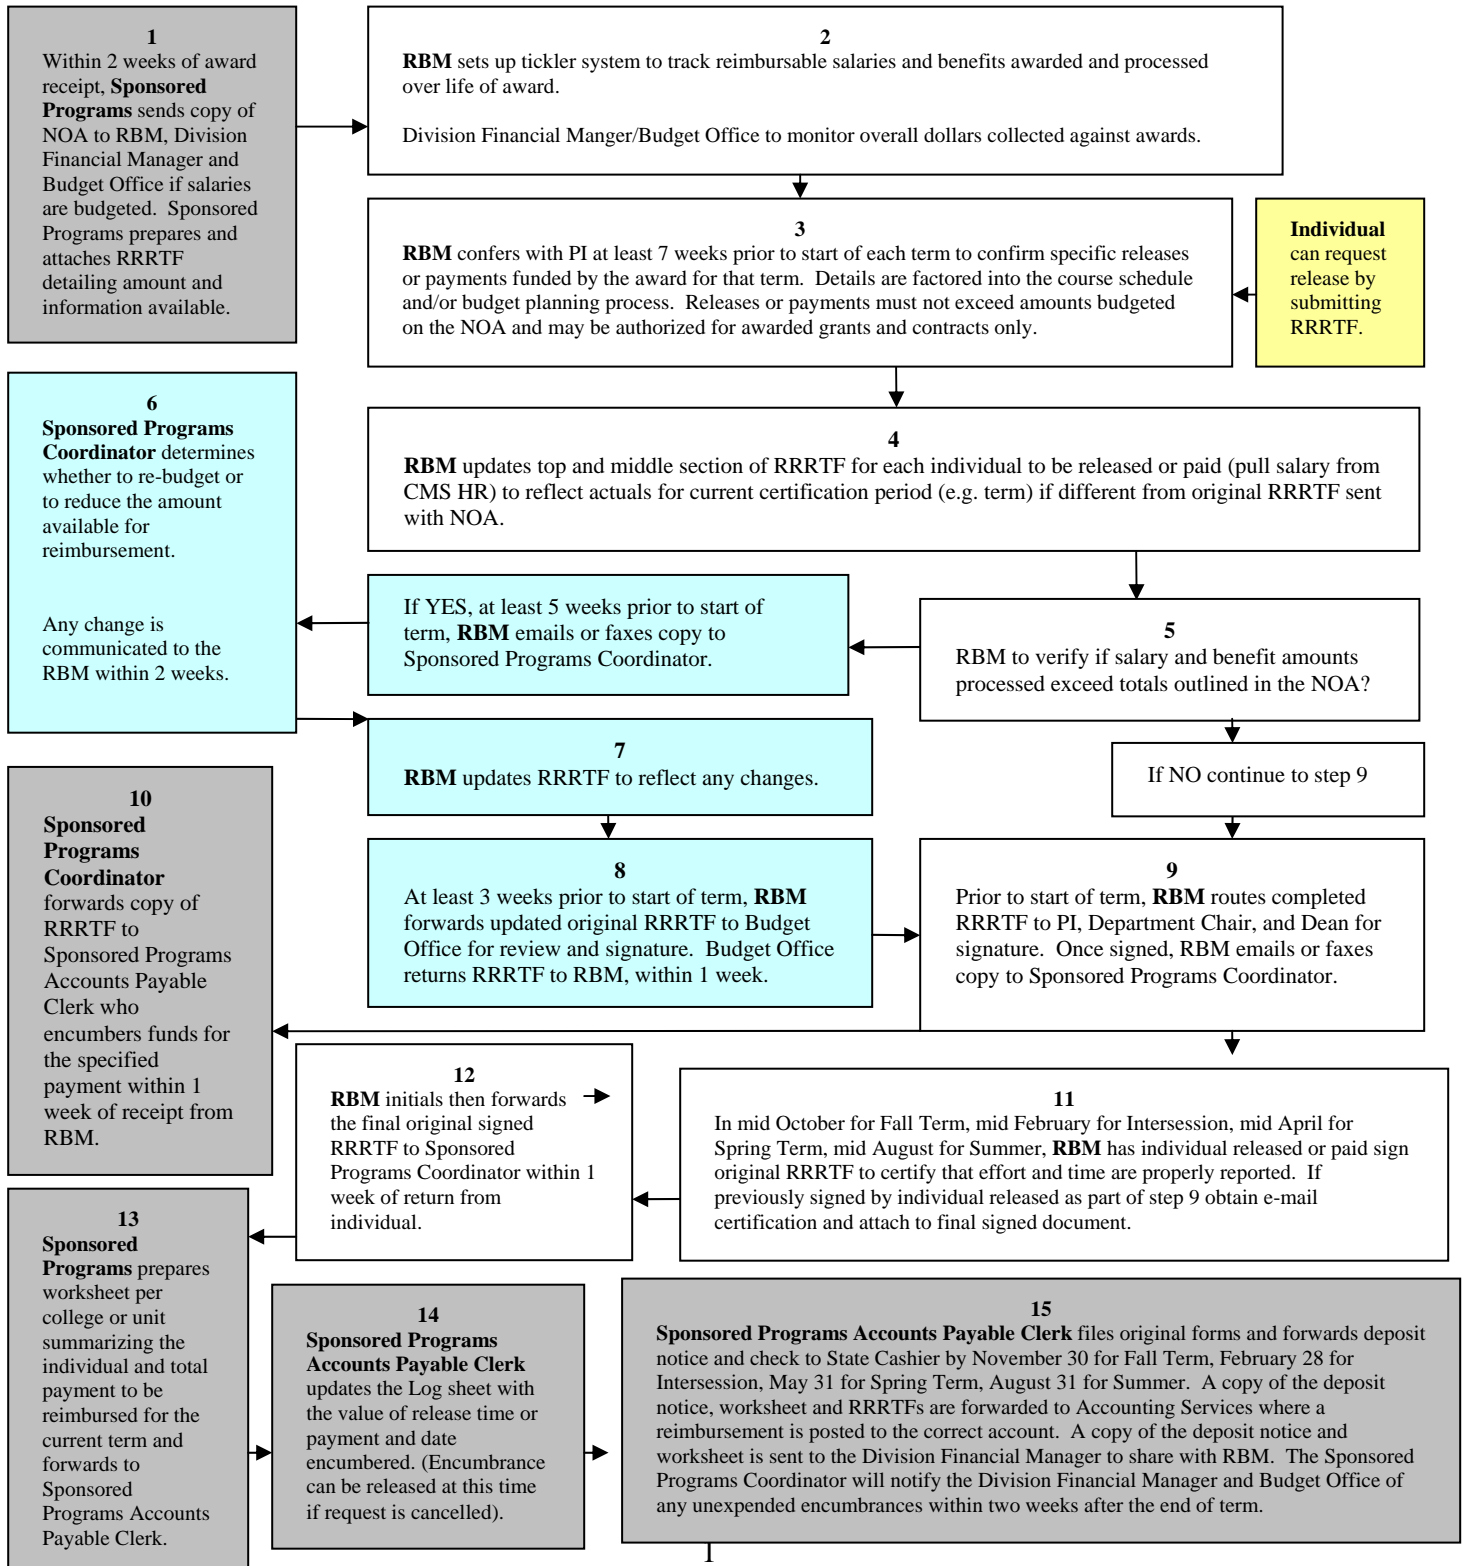 1
Within 2 weeks of award
receipt, Sponsored
Programs sends copy of
NOA to RBM, Division
Financial Manager and
Budget Office if salaries
are budgeted. Sponsored
Programs prepares and
attaches RRRTF
detailing amount and
information available.
2
RBM sets up tickler system to track reimbursable salaries and benefits awarded and processed
over life of award.
Division Financial Manger/Budget Office to monitor overall dollars collected against awards.
3
RBM confers with PI at least 7 weeks prior to start of each term to confirm specific releases
or payments funded by the award for that term. Details are factored into the course schedule
and/or budget planning process. Releases or payments must not exceed amounts budgeted
on the NOA and may be authorized for awarded grants and contracts only.
Individual
can request
release by
submitting
RRRTF.
4
RBM updates top and middle section of RRRTF for each individual to be released or paid (pull salary from
CMS HR) to reflect actuals for current certification period (e.g. term) if different from original RRRTF sent
with NOA.
5
RBM to verify if salary and benefit amounts
processed exceed totals outlined in the NOA?
If YES, at least 5 weeks prior to start of
term, RBM emails or faxes copy to
Sponsored Programs Coordinator.
6
Sponsored Programs
Coordinator determines
whether to re-budget or
to reduce the amount
available for
reimbursement.
Any change is
communicated to the
RBM within 2 weeks.
7
RBM updates RRRTF to reflect any changes.
If NO continue to step 9
8
At least 3 weeks prior to start of term, RBM
forwards updated original RRRTF to Budget
Office for review and signature. Budget Office
returns RRRTF to RBM, within 1 week.
9
Prior to start of term, RBM routes completed
RRRTF to PI, Department Chair, and Dean for
signature. Once signed, RBM emails or faxes
copy to Sponsored Programs Coordinator.
10
Sponsored
Programs
Coordinator
forwards copy of
RRRTF to
Sponsored Programs
Accounts Payable
Clerk who
encumbers funds for
the specified
payment within 1
week of receipt from
RBM.
11
In mid October for Fall Term, mid February for Intersession, mid April for
Spring Term, mid August for Summer, RBM has individual released or paid sign
original RRRTF to certify that effort and time are properly reported. If
previously signed by individual released as part of step 9 obtain e-mail
certification and attach to final signed document.
12
RBM initials then forwards
the final original signed
RRRTF to Sponsored
Programs Coordinator within 1
week of return from
individual.
13
Sponsored
Programs prepares
worksheet per
college or unit
summarizing the
individual and total
payment to be
reimbursed for the
current term and
forwards to
Sponsored
Programs Accounts
Payable Clerk.
14
Sponsored Programs
Accounts Payable Clerk
updates the Log sheet with
the value of release time or
payment and date
encumbered. (Encumbrance
can be released at this time
if request is cancelled).
15
Sponsored Programs Accounts Payable Clerk files original forms and forwards deposit
notice and check to State Cashier by November 30 for Fall Term, February 28 for
Intersession, May 31 for Spring Term, August 31 for Summer. A copy of the deposit
notice, worksheet and RRRTFs are forwarded to Accounting Services where a
reimbursement is posted to the correct account. A copy of the deposit notice and
worksheet is sent to the Division Financial Manager to share with RBM. The Sponsored
Programs Coordinator will notify the Division Financial Manager and Budget Office of
any unexpended encumbrances within two weeks after the end of term.
1